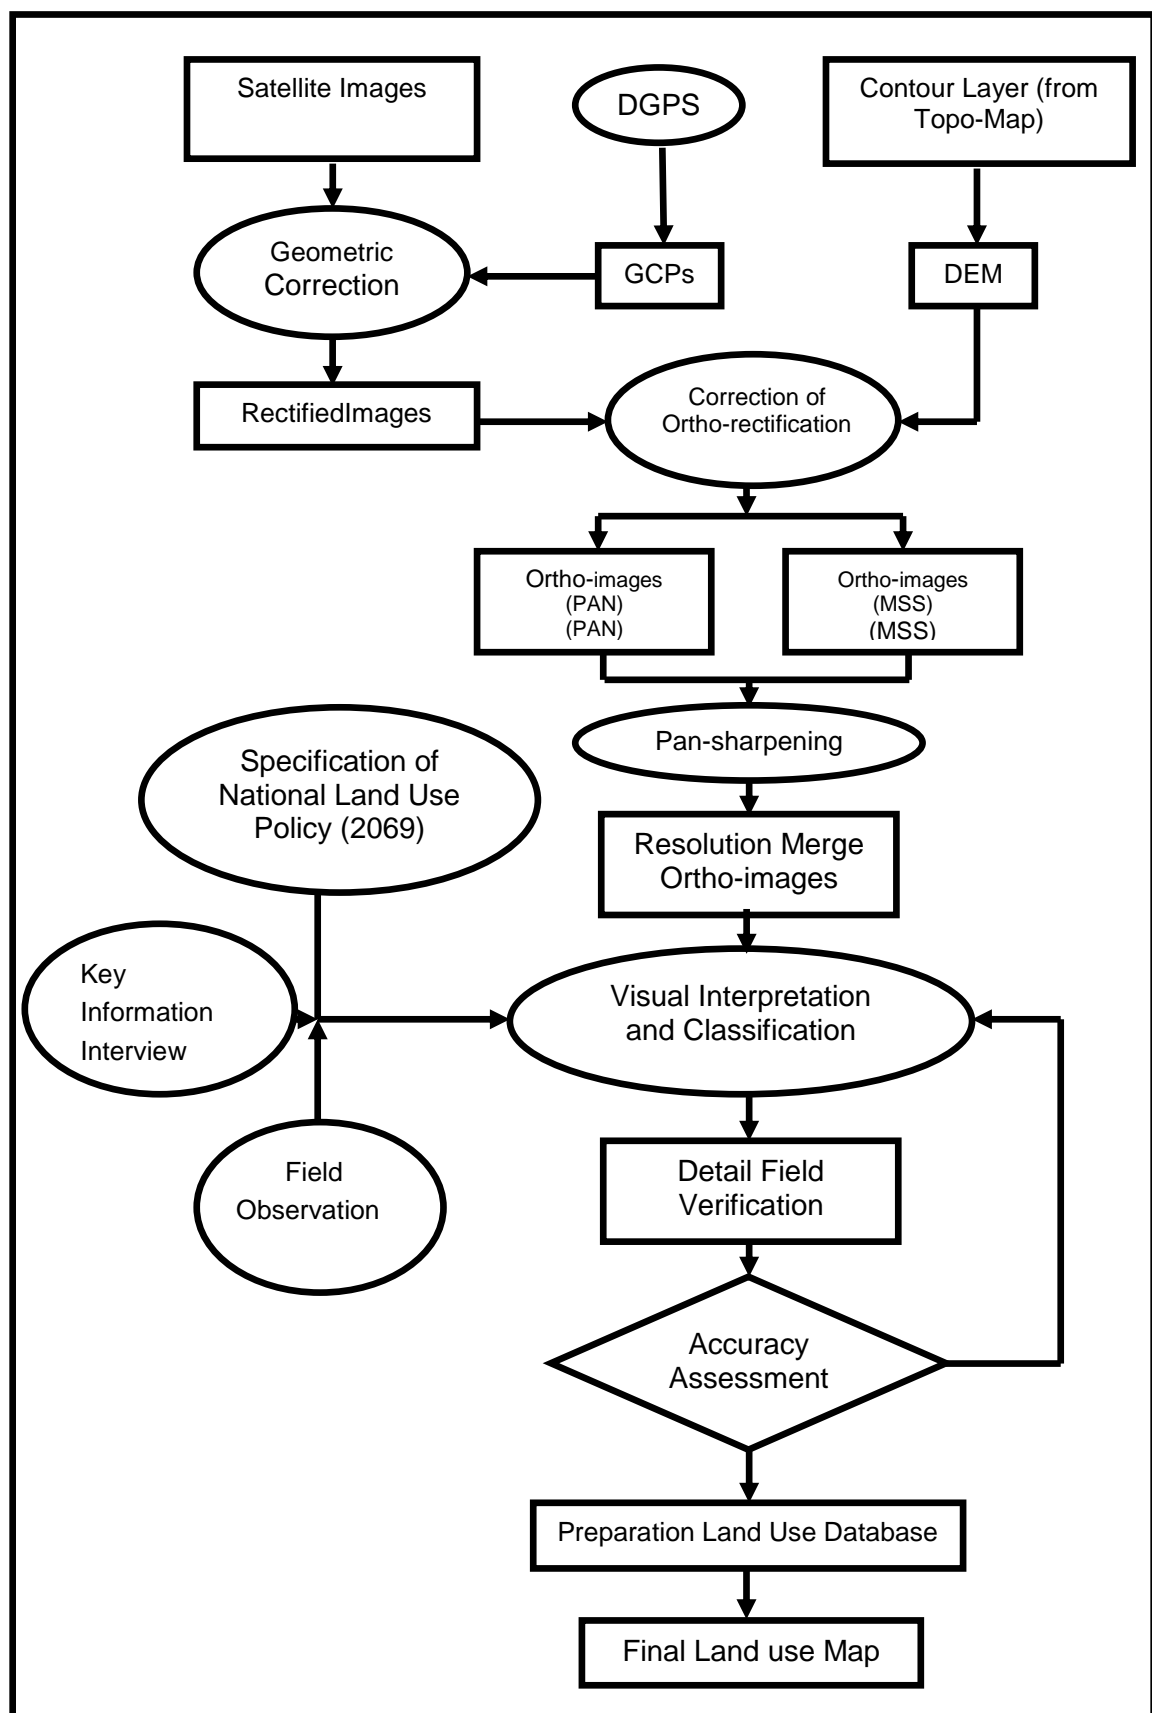 Satellite Images
DGPS
Contour Layer (from
Topo-Map)
Geometric
Correction
GCPs
DEM
RectifiedImages
Correction of
Ortho-rectification
Ortho-images
(PAN)
(PAN)
Ortho-images
(MSS)
(MSS)
Pan-sharpening
Specification of
National Land Use
Policy (2069)
Resolution Merge
Ortho-images
Key
Information
Interview
Visual Interpretation
and Classification
Field
Observation
Detail Field
Verification
Accuracy
Assessment
Preparation Land Use Database
Final Land use Map